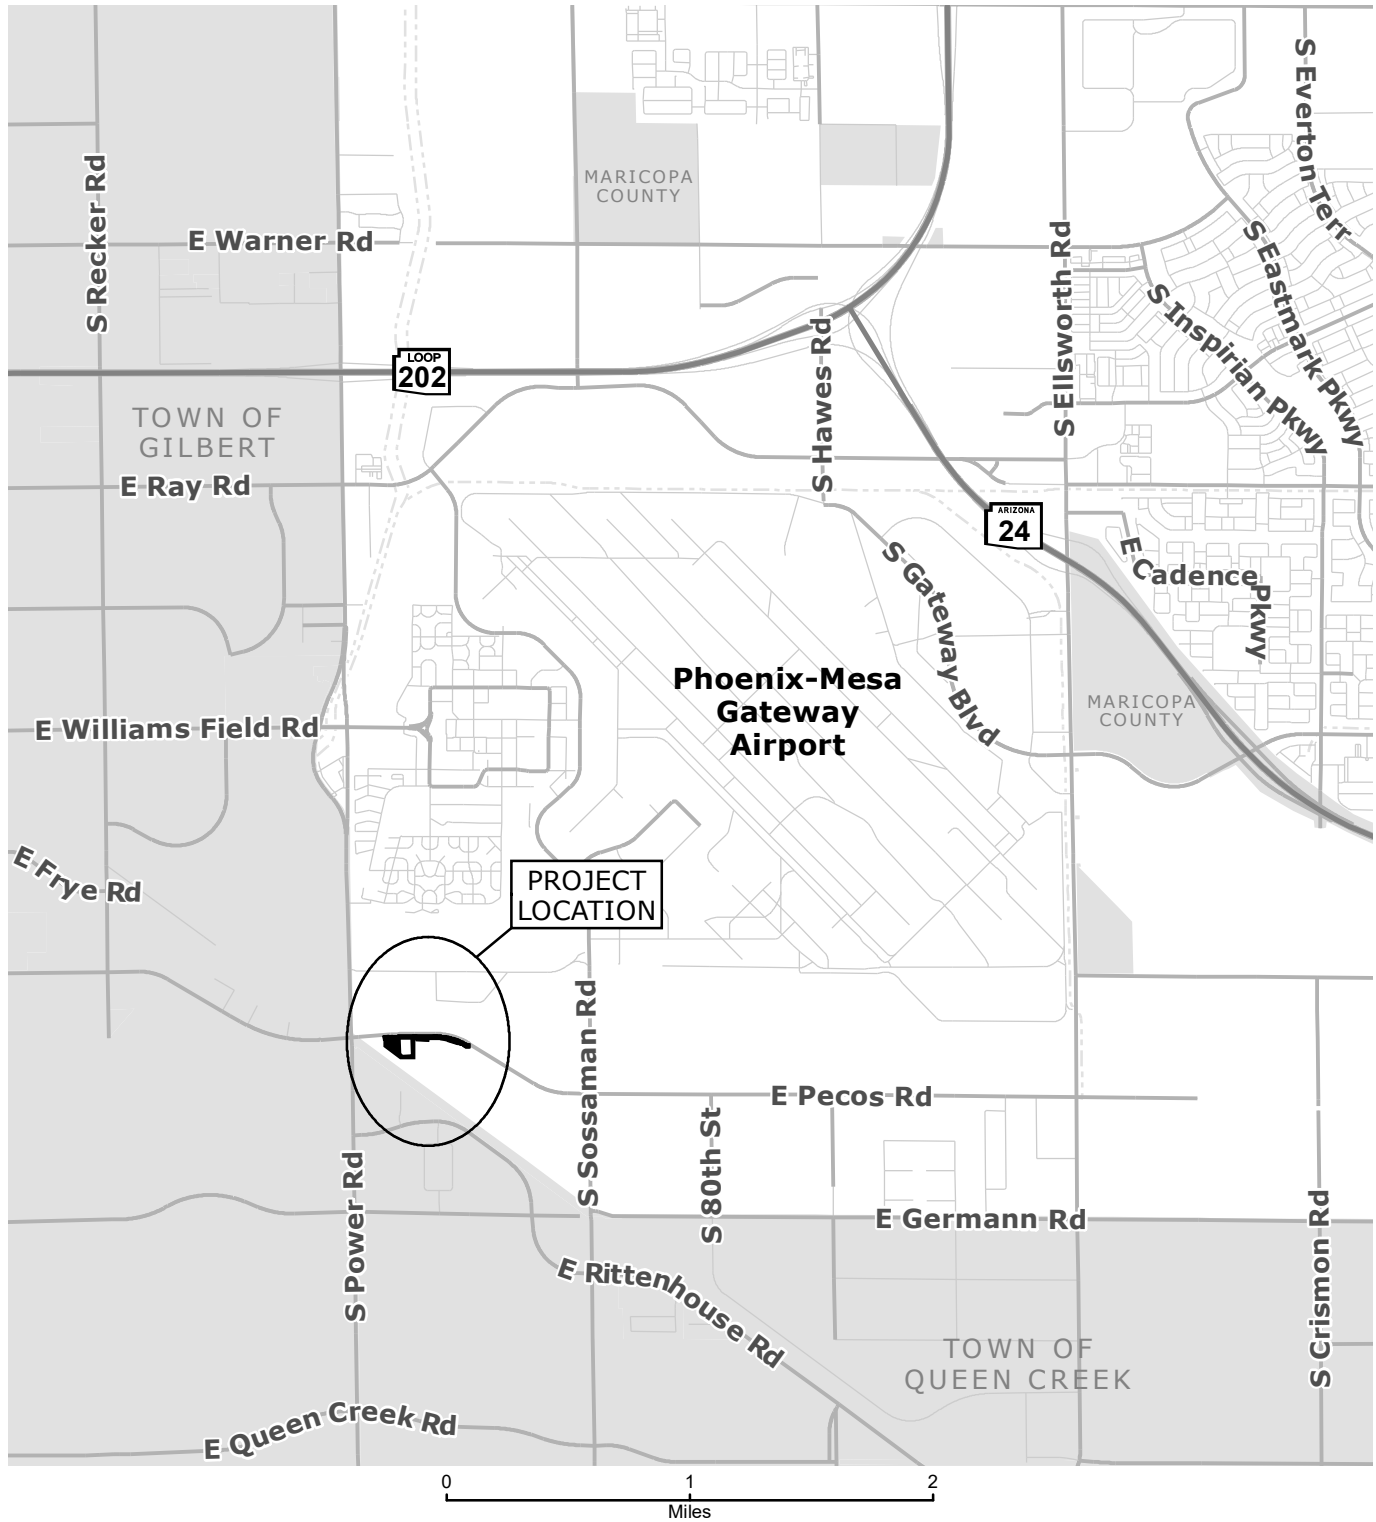 S Everton Terr
S Recker Rd
MARICOPA
COUNTY
E Warner Rd
S Ellsworth Rd
S Eastmark Pkwy
S Inspirian Pkwy
S Hawes Rd
LOOP
202
TOWN OF
GILBERT
E Ray Rd
ARIZONA
24
E Cadence Pkwy
S Gateway Blvd
Phoenix-Mesa
Gateway
Airport
MARICOPA
COUNTY
E Williams Field Rd
E Frye Rd
PROJECT
LOCATION
S Sossaman Rd
E Pecos Rd
S 80th St
S Power Rd
E Germann Rd
S Crismon Rd
E Rittenhouse Rd
TOWN OF
QUEEN CREEK
E Queen Creek Rd
0 1 2
Miles